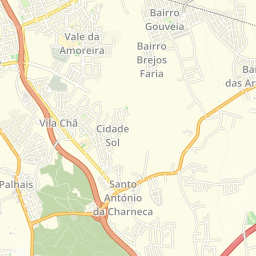 Bairro
Gouveia
Vale da
Amoreira
Bairro
Brejos
Faria
Bairro
das Ar
Vila Chã
Cidade
Sol
Palhais
Santo
António
da Charneca